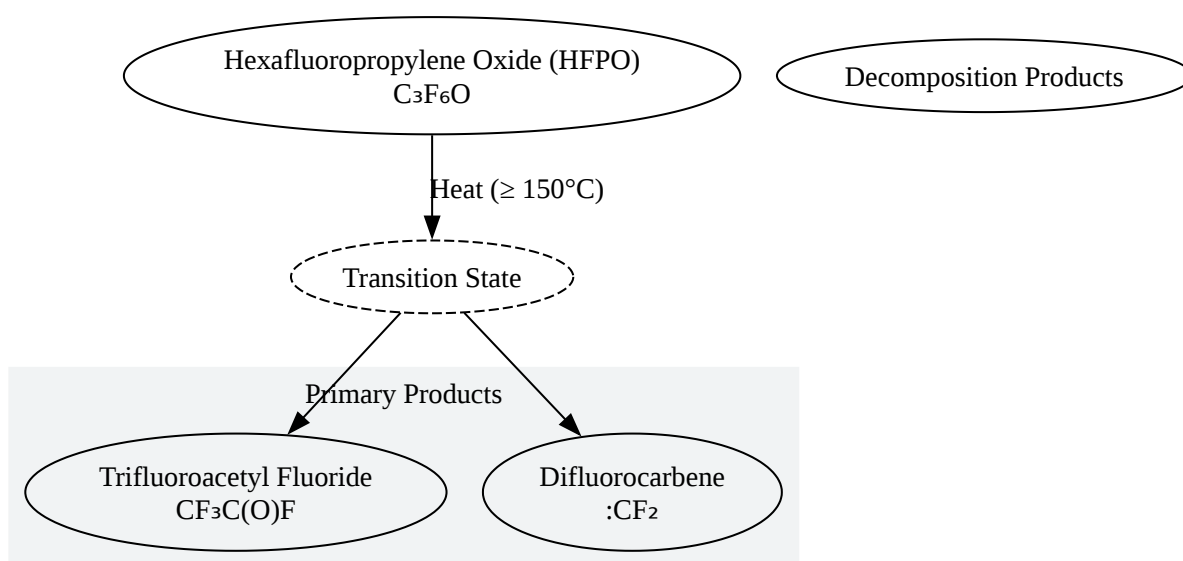 Hexafluoropropylene Oxide (HFPO)
C₃F₆O
Decomposition Products
Heat (≥ 150°C)
Transition State
Primary Products
Trifluoroacetyl Fluoride
CF₃C(O)F
Difluorocarbene
:CF₂